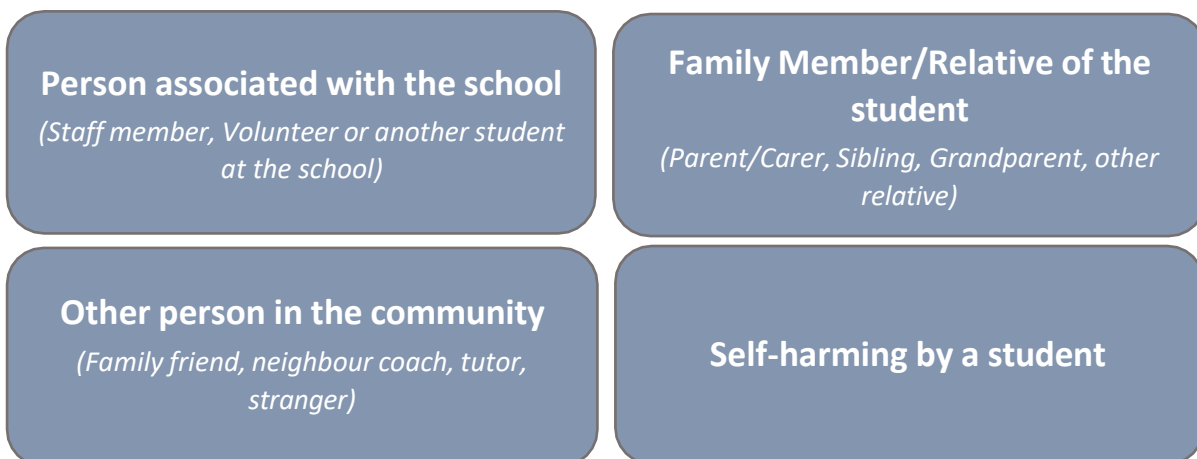 Person associated with the school
(Staff member, Volunteer or another student
at the school)
Family Member/Relative of the
student
(Parent/Carer, Sibling, Grandparent, other
relative)
Other person in the community
(Family friend, neighbour coach, tutor,
stranger)
Self-harming by a student